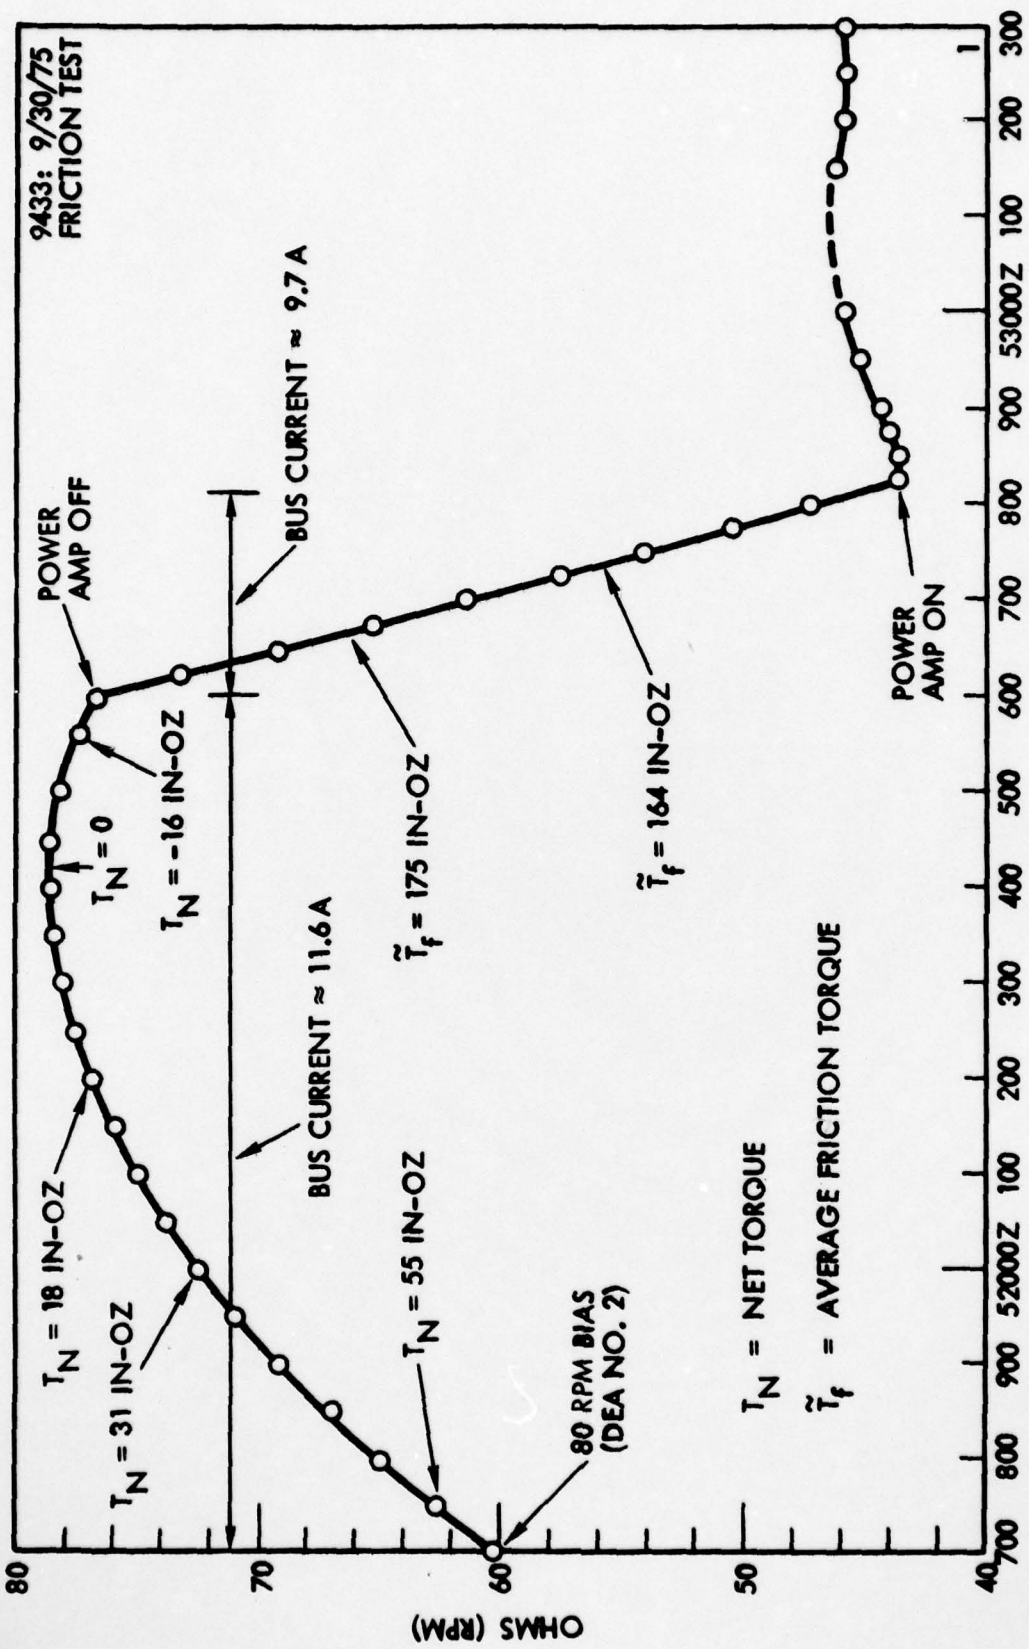 9433: 9/30/75
FRICTION TEST
POWER
AMP OFF
T_N = 0
T_N = -16 IN-OZ
T_N = 18 IN-OZ
T_N = 31 IN-OZ
BUS CURRENT ≈ 9.7 A
BUS CURRENT ≈ 11.6 A
T̃_f = 175 IN-OZ
T_N = 55 IN-OZ
T̃_f = 164 IN-OZ
80 RPM BIAS
(DEA NO. 2)
POWER
AMP ON
T_N = NET TORQUE
T̃_f = AVERAGE FRICTION TORQUE
OHMS (RPM)
80
70
60
50
40
700 800 900 52000Z 100 200 300 400 500 600 700 800 900 53000Z 100 200 300
1